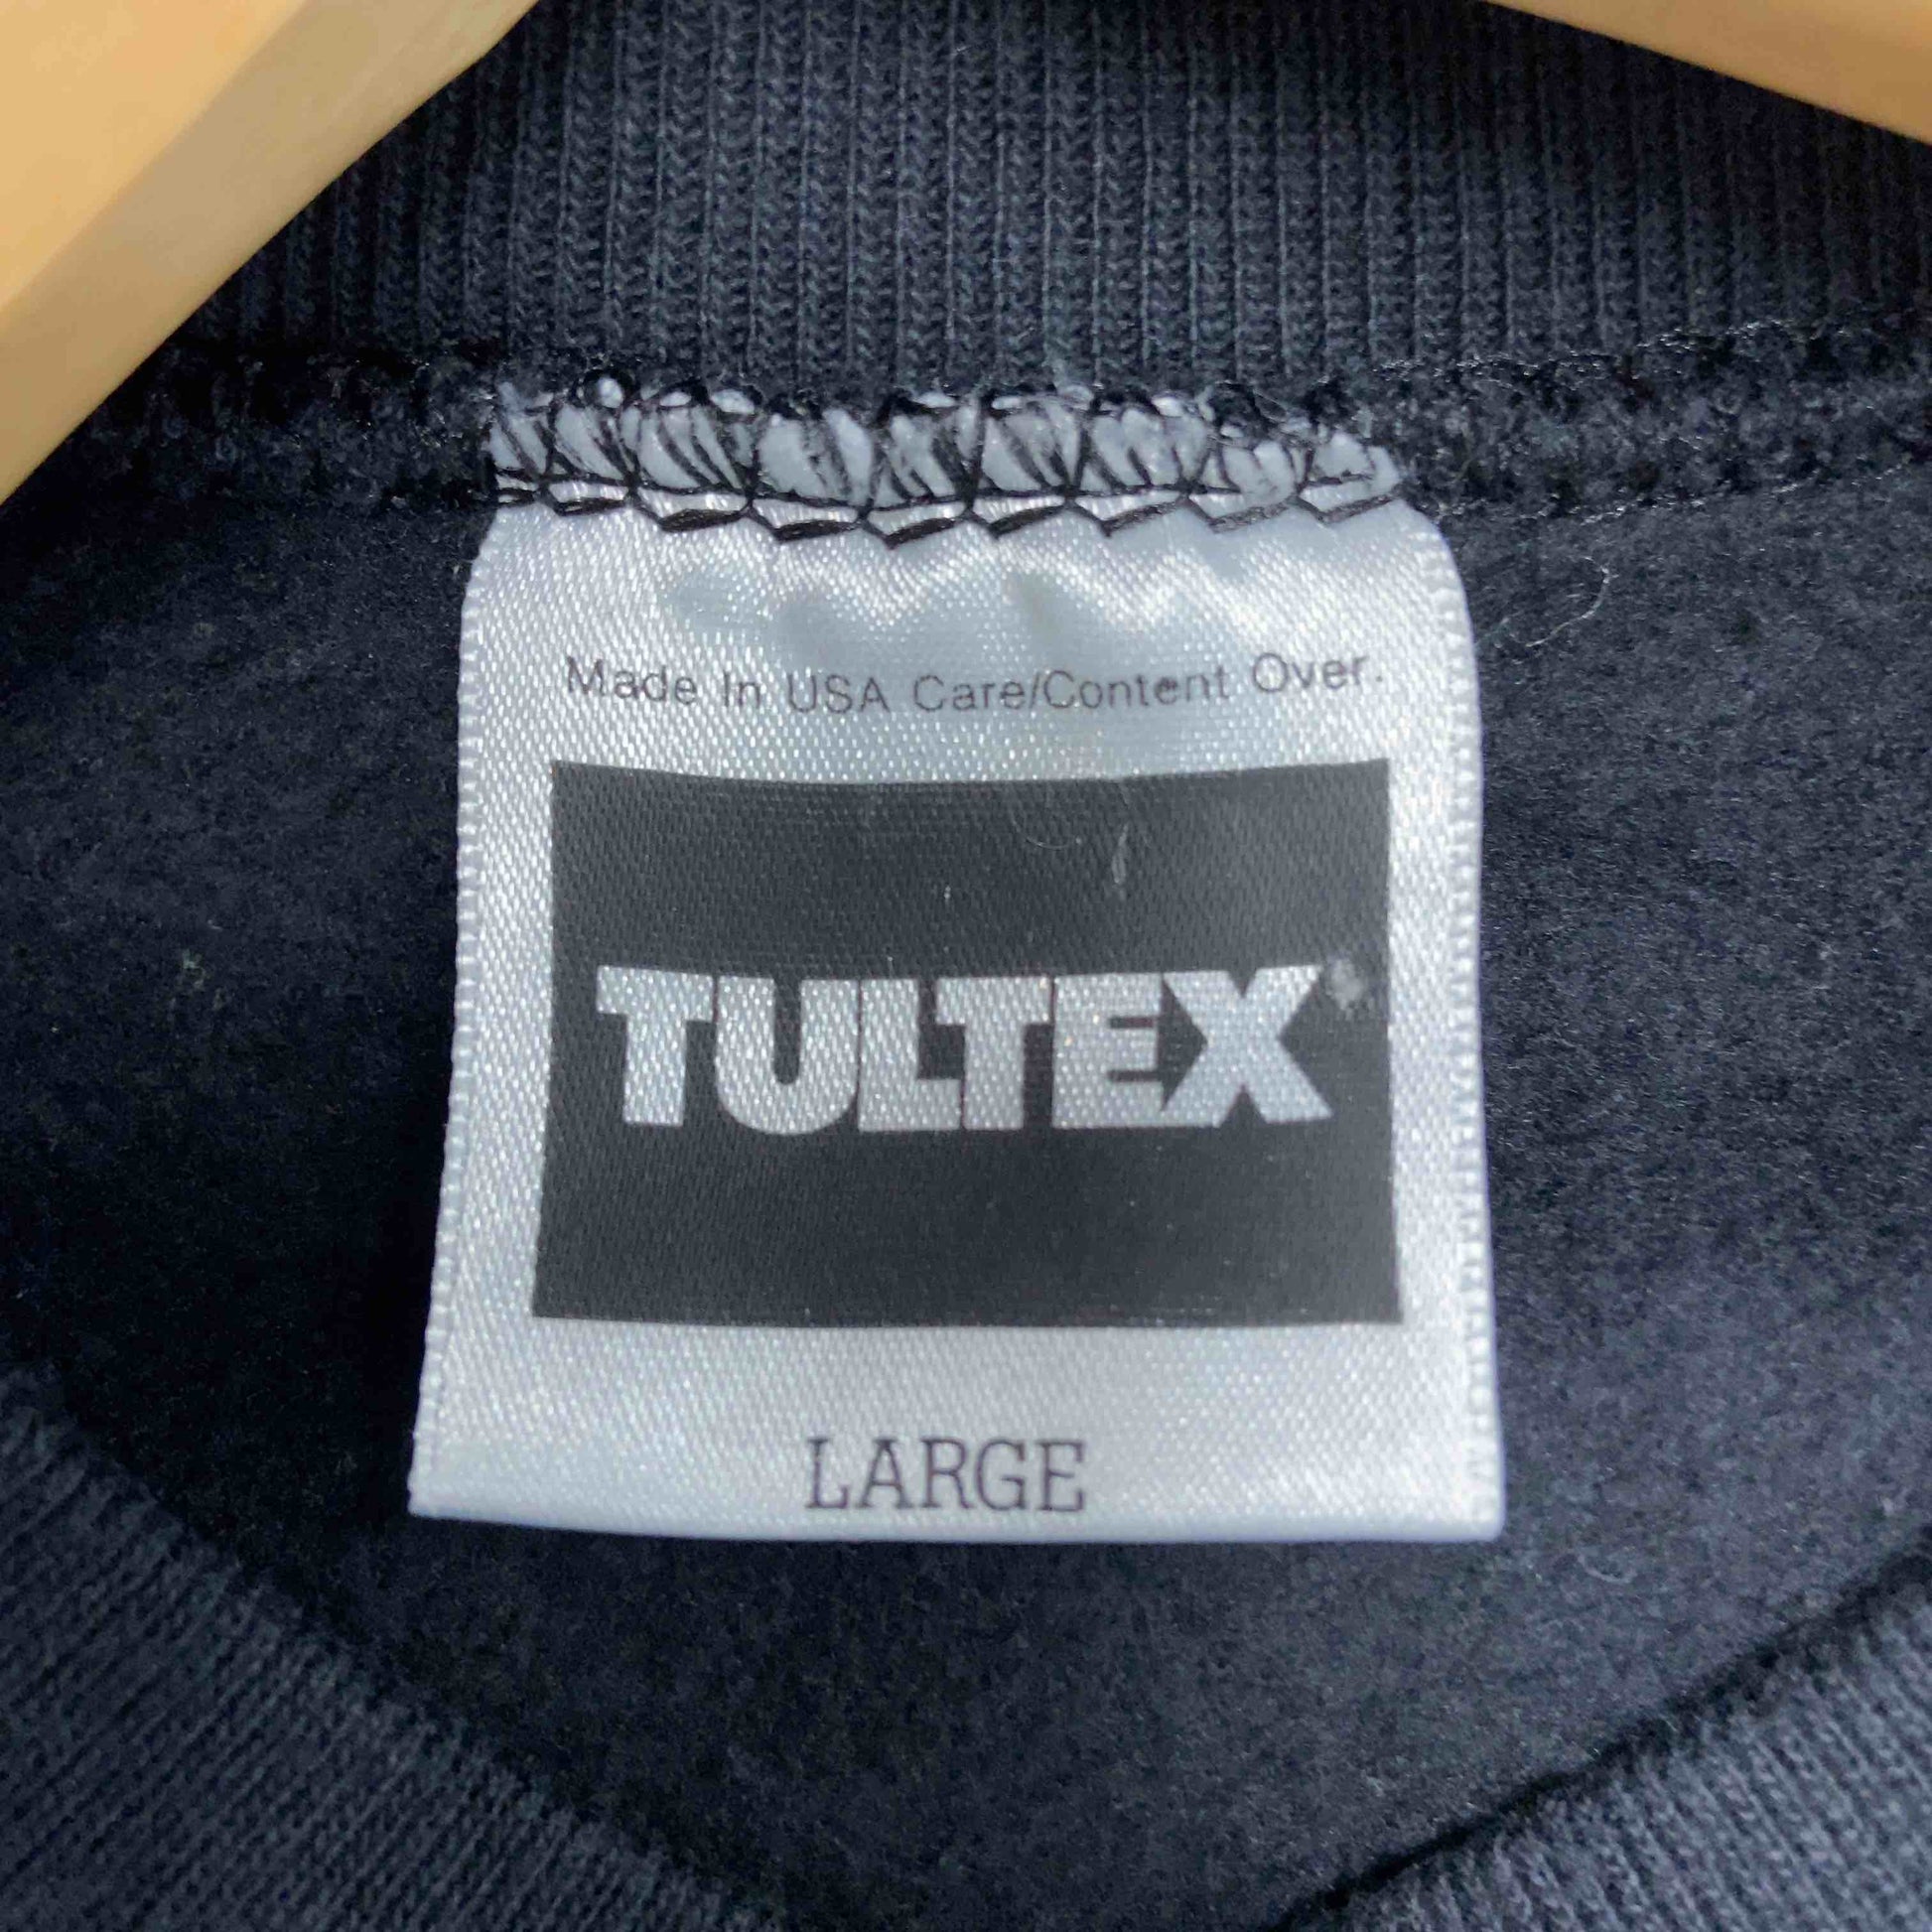 Made In USA Care/Content Over.
TULTEX®
LARGE